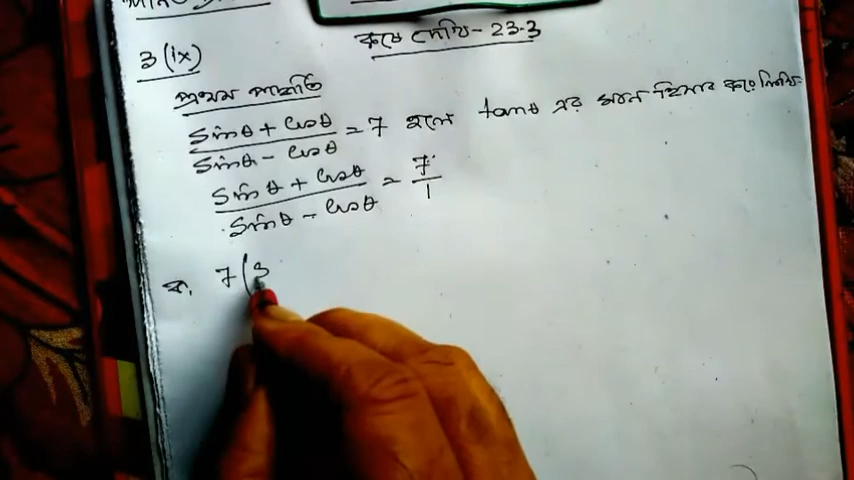 কষে দেখি - 23.3
3 (ix)
প্রথম পদ্ধতি
sinθ + cosθ / sinθ - cosθ = 7 হলে tanθ এর মান হিসাব করে লিখি
sinθ + cosθ / sinθ - cosθ = 7/1
বা, 7(s